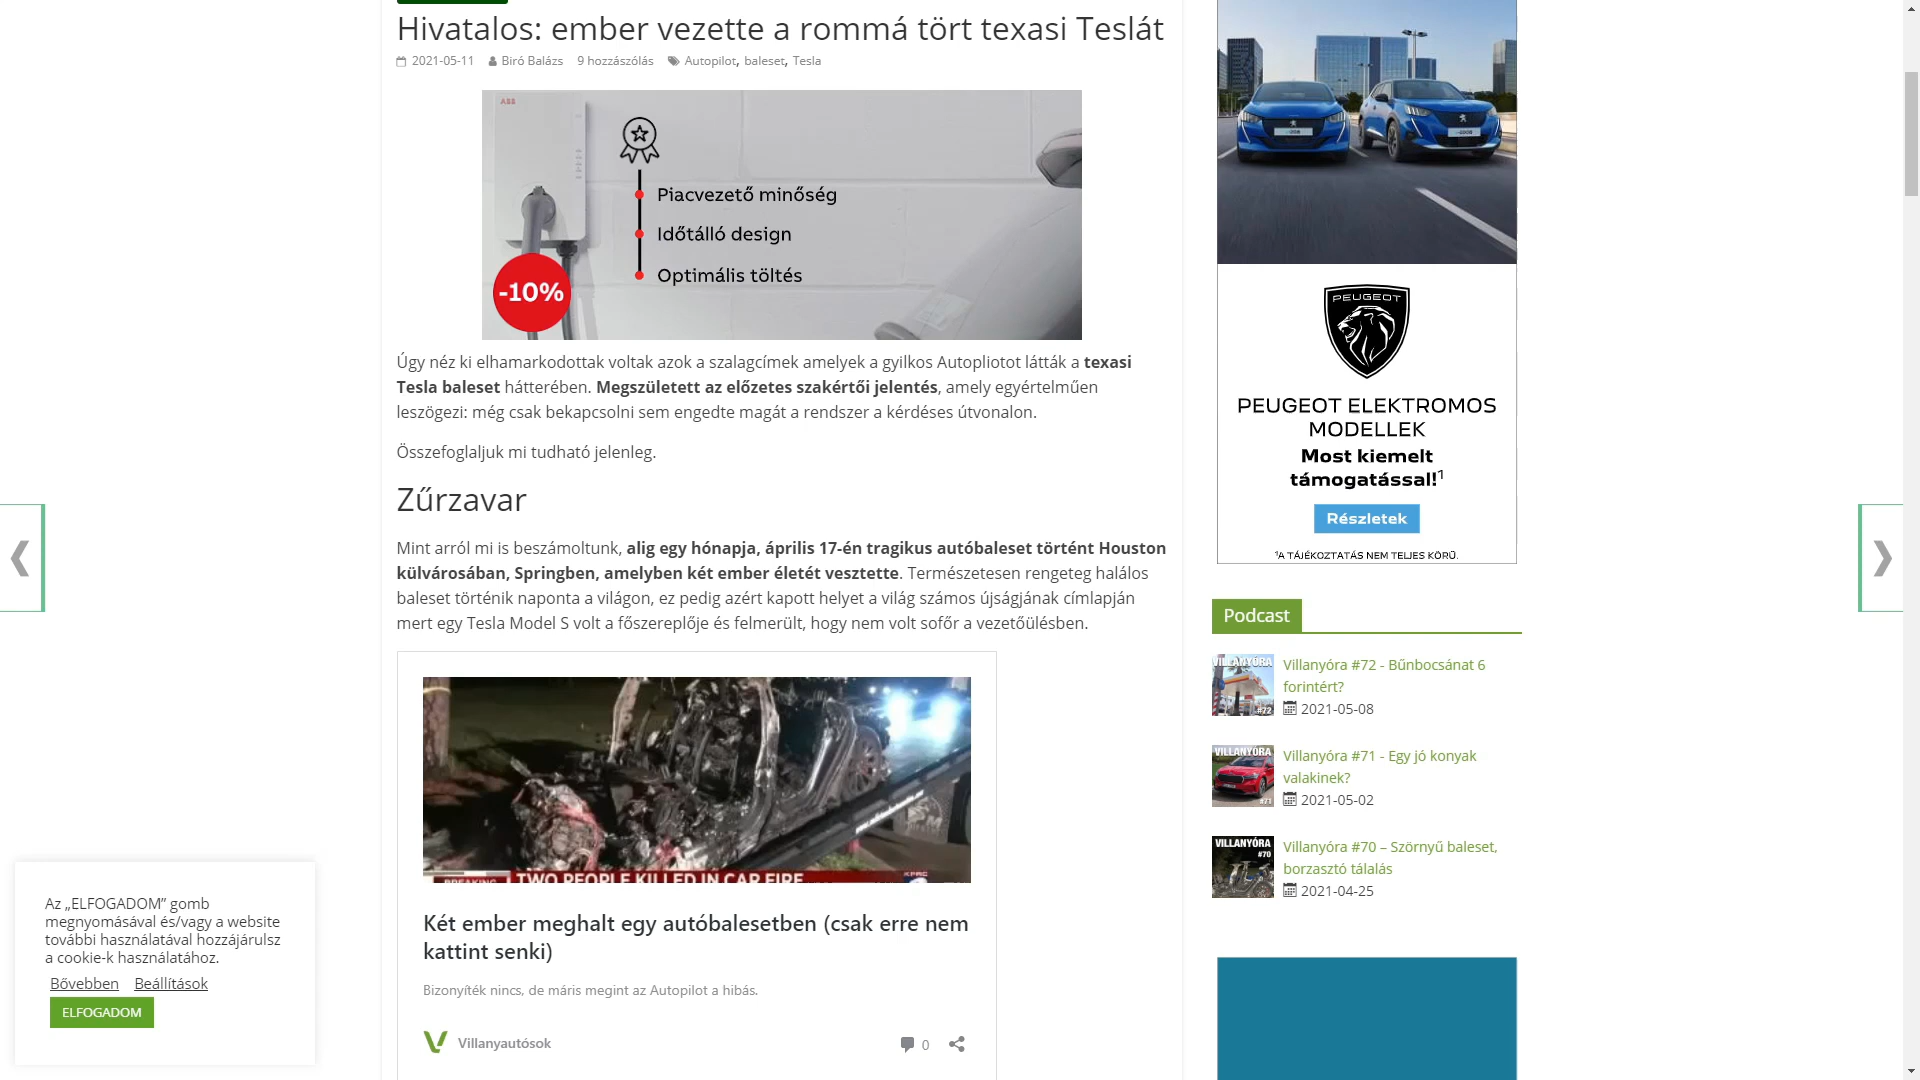 Hivatalos: ember vezette a rommá tört texasi Teslát
2021-05-11 Biró Balázs 9 hozzászólás Autopilot, baleset, Tesla
ABB
Piacvezető minőség
Időtálló design
Optimális töltés
-10%
Úgy néz ki elhamarkodottak voltak azok a szalagcímek amelyek a gyilkos Autopliotot látták a texasi
Tesla baleset hátterében. Megszületett az előzetes szakértői jelentés, amely egyértelműen
leszögezi: még csak bekapcsolni sem engedte magát a rendszer a kérdéses útvonalon.
Összefoglaljuk mi tudható jelenleg.
Zűrzavar
Mint arról mi is beszámoltunk, alig egy hónapja, április 17-én tragikus autóbaleset történt Houston
külvárosában, Springben, amelyben két ember életét vesztette. Természetesen rengeteg halálos
baleset történik naponta a világon, ez pedig azért kapott helyet a világ számos újságjának címlapján
mert egy Tesla Model S volt a főszereplője és felmerült, hogy nem volt sofőr a vezetőülésben.
BREAKING TWO PEOPLE KILLED IN CAR FIRE KPRC
Két ember meghalt egy autóbalesetben (csak erre nem
kattint senki)
Bizonyíték nincs, de máris megint az Autopilot a hibás.
Villanyautósok 0
PEUGEOT
PEUGEOT ELEKTROMOS
MODELLEK
Most kiemelt
támogatással!¹
Részletek
¹A TÁJÉKOZTATÁS NEM TELJES KÖRŰ.
Podcast
VILLANYÓRA
#72
Villanyóra #72 - Bűnbocsánat 6
forintért?
2021-05-08
VILLANYÓRA
#71
Villanyóra #71 - Egy jó konyak
valakinek?
2021-05-02
VILLANYÓRA
#70
Villanyóra #70 – Szörnyű baleset,
borzasztó tálalás
2021-04-25
Az „ELFOGADOM” gomb
megnyomásával és/vagy a website
további használatával hozzájárulsz
a cookie-k használatához.
Bővebben Beállítások
ELFOGADOM